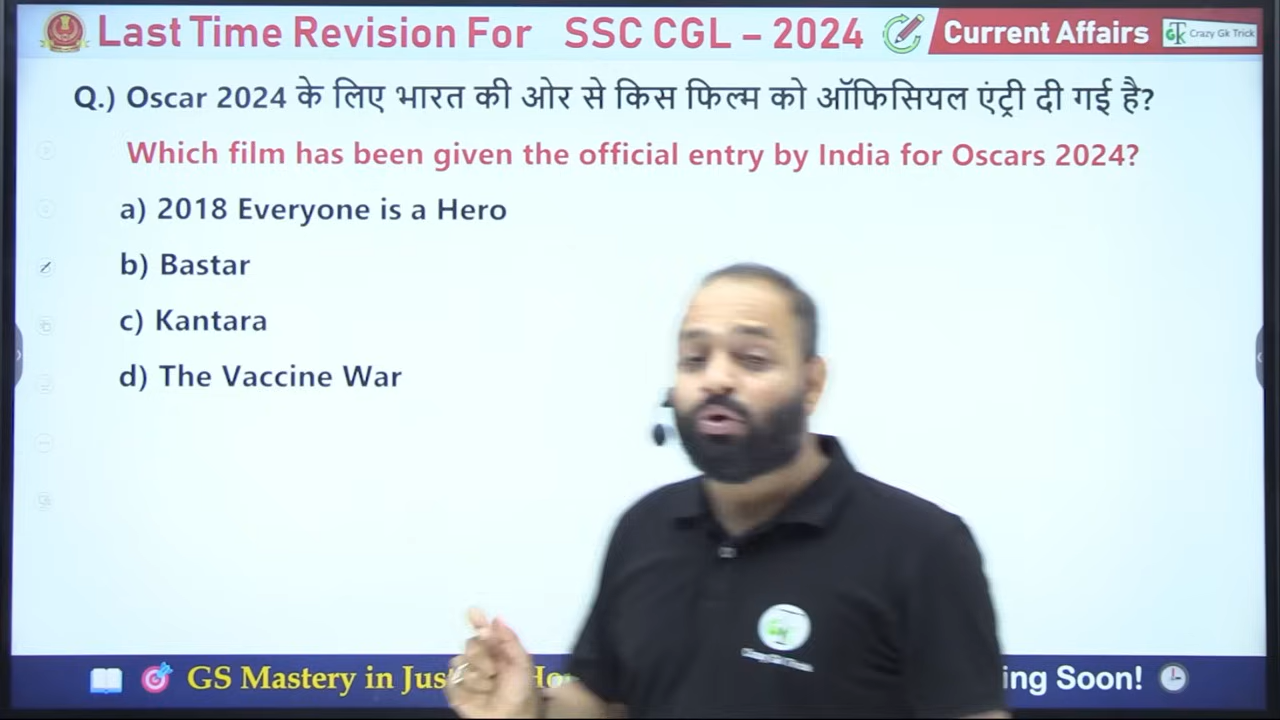 Last Time Revision For SSC CGL – 2024
Current Affairs
Crazy Gk Trick
Q.) Oscar 2024 के लिए भारत की ओर से किस फिल्म को ऑफिसियल एंट्री दी गई है?
Which film has been given the official entry by India for Oscars 2024?
a) 2018 Everyone is a Hero
b) Bastar
c) Kantara
d) The Vaccine War
GS Mastery in Jus
ing Soon!